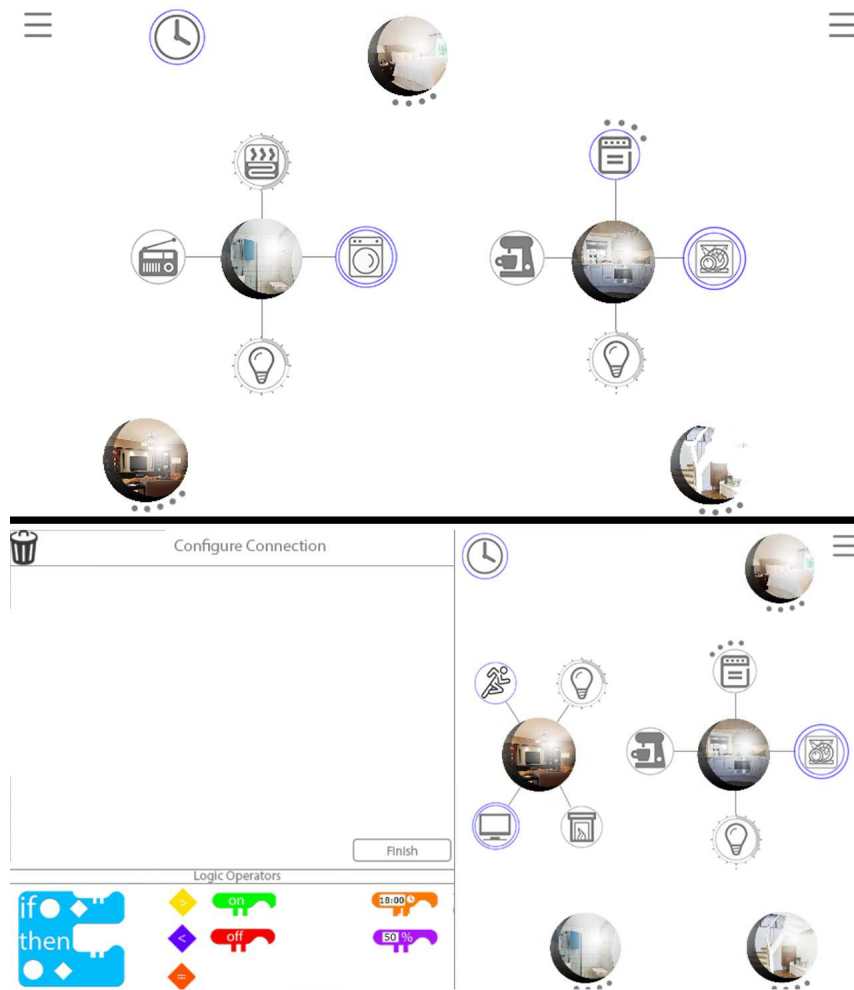 Configure Connection
Finish
Logic Operators
if
>
on
18:00
then
<
off
50 %
=